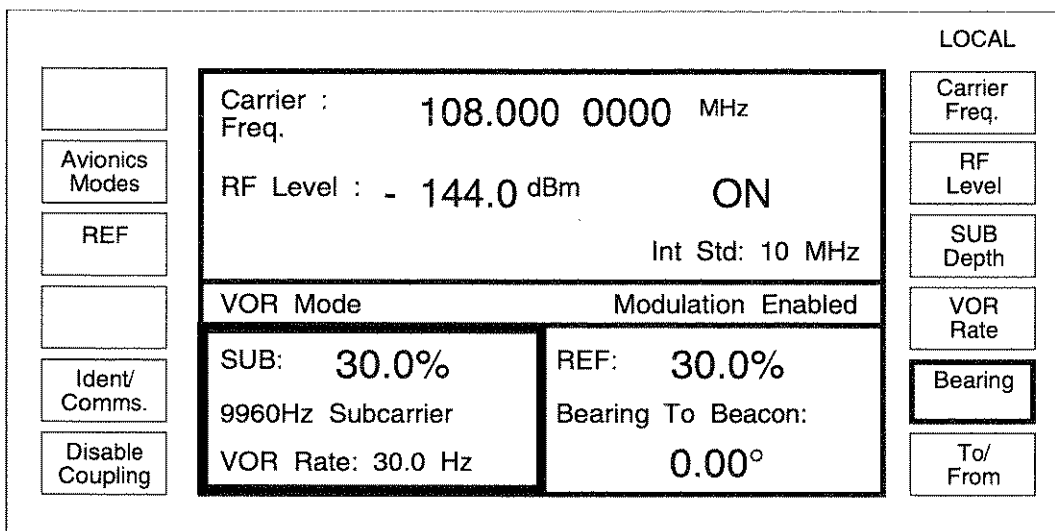 LOCAL
Avionics
Modes
REF
Ident/
Comms.
Disable
Coupling
Carrier :
Freq.
108.000 0000 MHz
RF Level : - 144.0 dBm ON
Int Std: 10 MHz
VOR Mode Modulation Enabled
SUB: 30.0%
9960Hz Subcarrier
VOR Rate: 30.0 Hz
REF: 30.0%
Bearing To Beacon:
0.00°
Carrier
Freq.
RF
Level
SUB
Depth
VOR
Rate
Bearing
To/
From